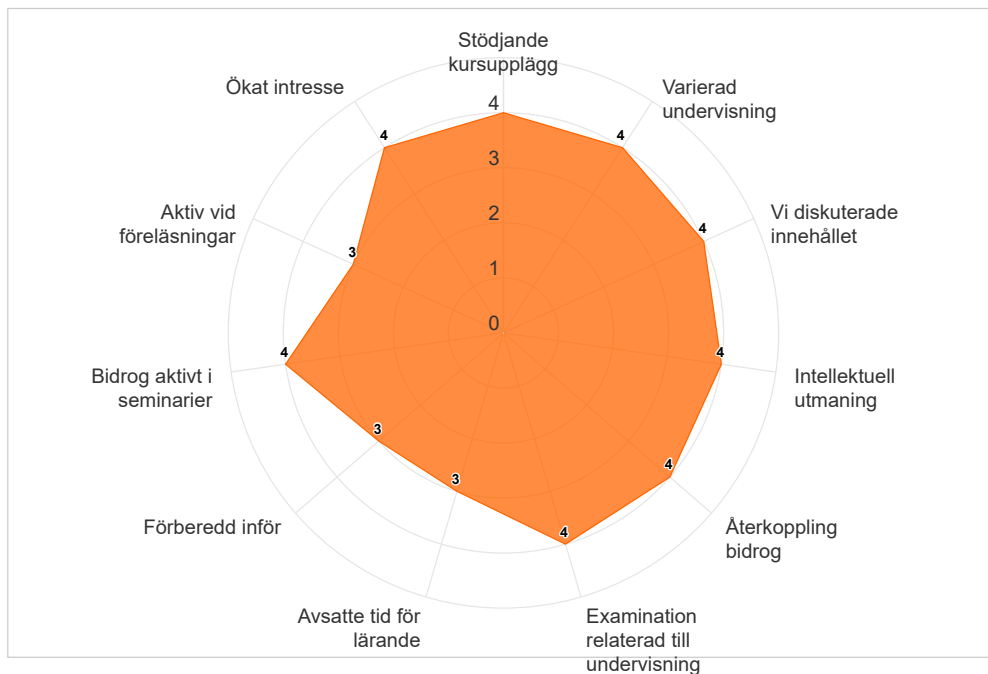 Stödjande
kursupplägg
Varierad
undervisning
Vi diskuterade
innehållet
Intellektuell
utmaning
Återkoppling
bidrog
Examination
relaterad till
undervisning
Avsatte tid för
lärande
Förberedd inför
Bidrog aktivt i
seminarier
Aktiv vid
föreläsningar
Ökat intresse
4
3
2
1
0
4
4
4
4
4
3
3
4
3
4